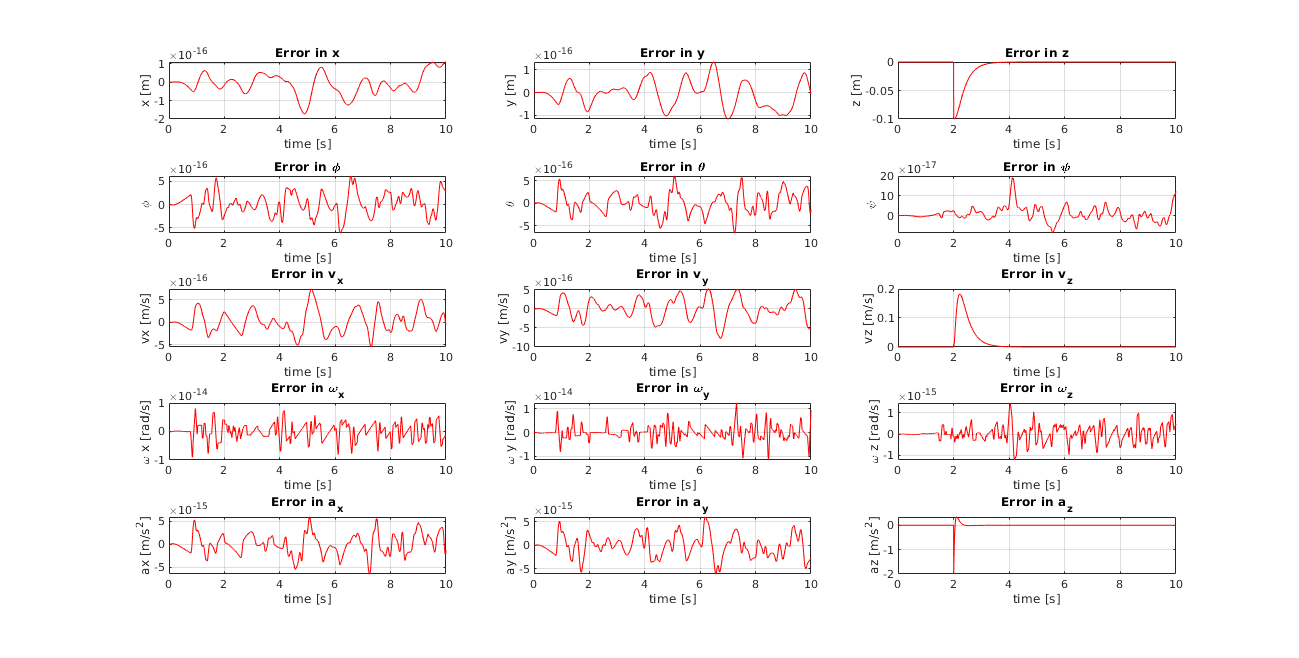 Error in x
×10-16
1
0
-1
-2
x [m]
0 2 4 6 8 10
time [s]
Error in y
×10-16
1
0
-1
y [m]
0 2 4 6 8 10
time [s]
Error in z
0
-0.05
-0.1
z [m]
0 2 4 6 8 10
time [s]
Error in ϕ
×10-16
5
0
-5
ϕ
0 2 4 6 8 10
time [s]
Error in θ
×10-16
5
0
-5
θ
0 2 4 6 8 10
time [s]
Error in ψ
×10-17
20
10
0
ψ
0 2 4 6 8 10
time [s]
Error in vx
×10-16
5
0
-5
vx [m/s]
0 2 4 6 8 10
time [s]
Error in vy
×10-16
5
0
-5
-10
vy [m/s]
0 2 4 6 8 10
time [s]
Error in vz
0.2
0.1
0
vz [m/s]
0 2 4 6 8 10
time [s]
Error in ωx
×10-14
1
0
-1
ω x [rad/s]
0 2 4 6 8 10
time [s]
Error in ωy
×10-14
1
0
-1
ω y [rad/s]
0 2 4 6 8 10
time [s]
Error in ωz
×10-15
1
0
-1
ω z [rad/s]
0 2 4 6 8 10
time [s]
Error in ax
×10-15
5
0
-5
ax [m/s2]
0 2 4 6 8 10
time [s]
Error in ay
×10-15
5
0
-5
ay [m/s2]
0 2 4 6 8 10
time [s]
Error in az
0
-1
-2
az [m/s2]
0 2 4 6 8 10
time [s]